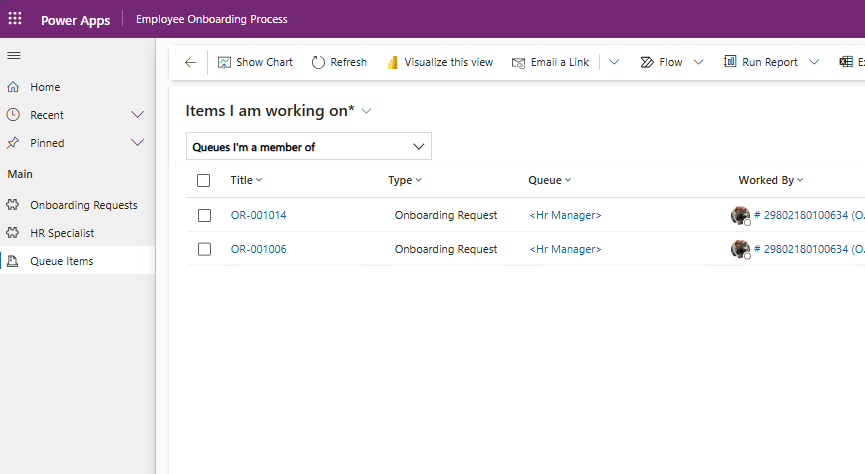 Power Apps Employee Onboarding Process
Show Chart Refresh Visualize this view Email a Link Flow Run Report
Home
Recent
Pinned
Main
Onboarding Requests
HR Specialist
Queue Items
Items I am working on*
Queues I'm a member of
Title Type Queue Worked By
OR-001014 Onboarding Request <Hr Manager> # 29802180100634 (O.
OR-001006 Onboarding Request <Hr Manager> # 29802180100634 (O.